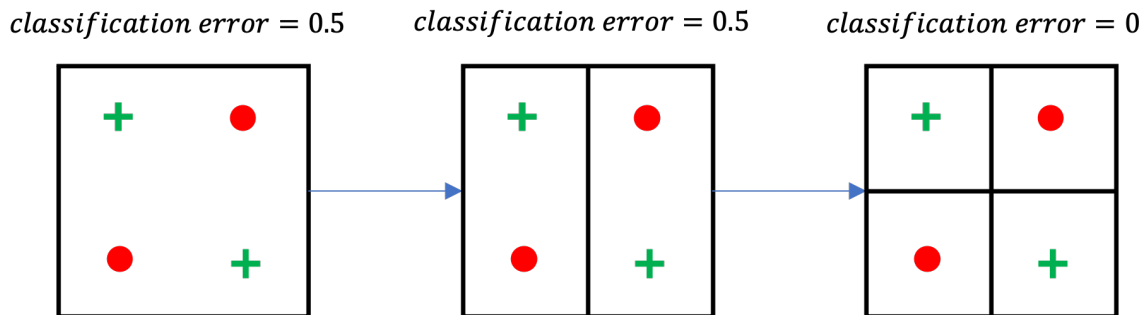 classification error = 0.5
classification error = 0.5
classification error = 0